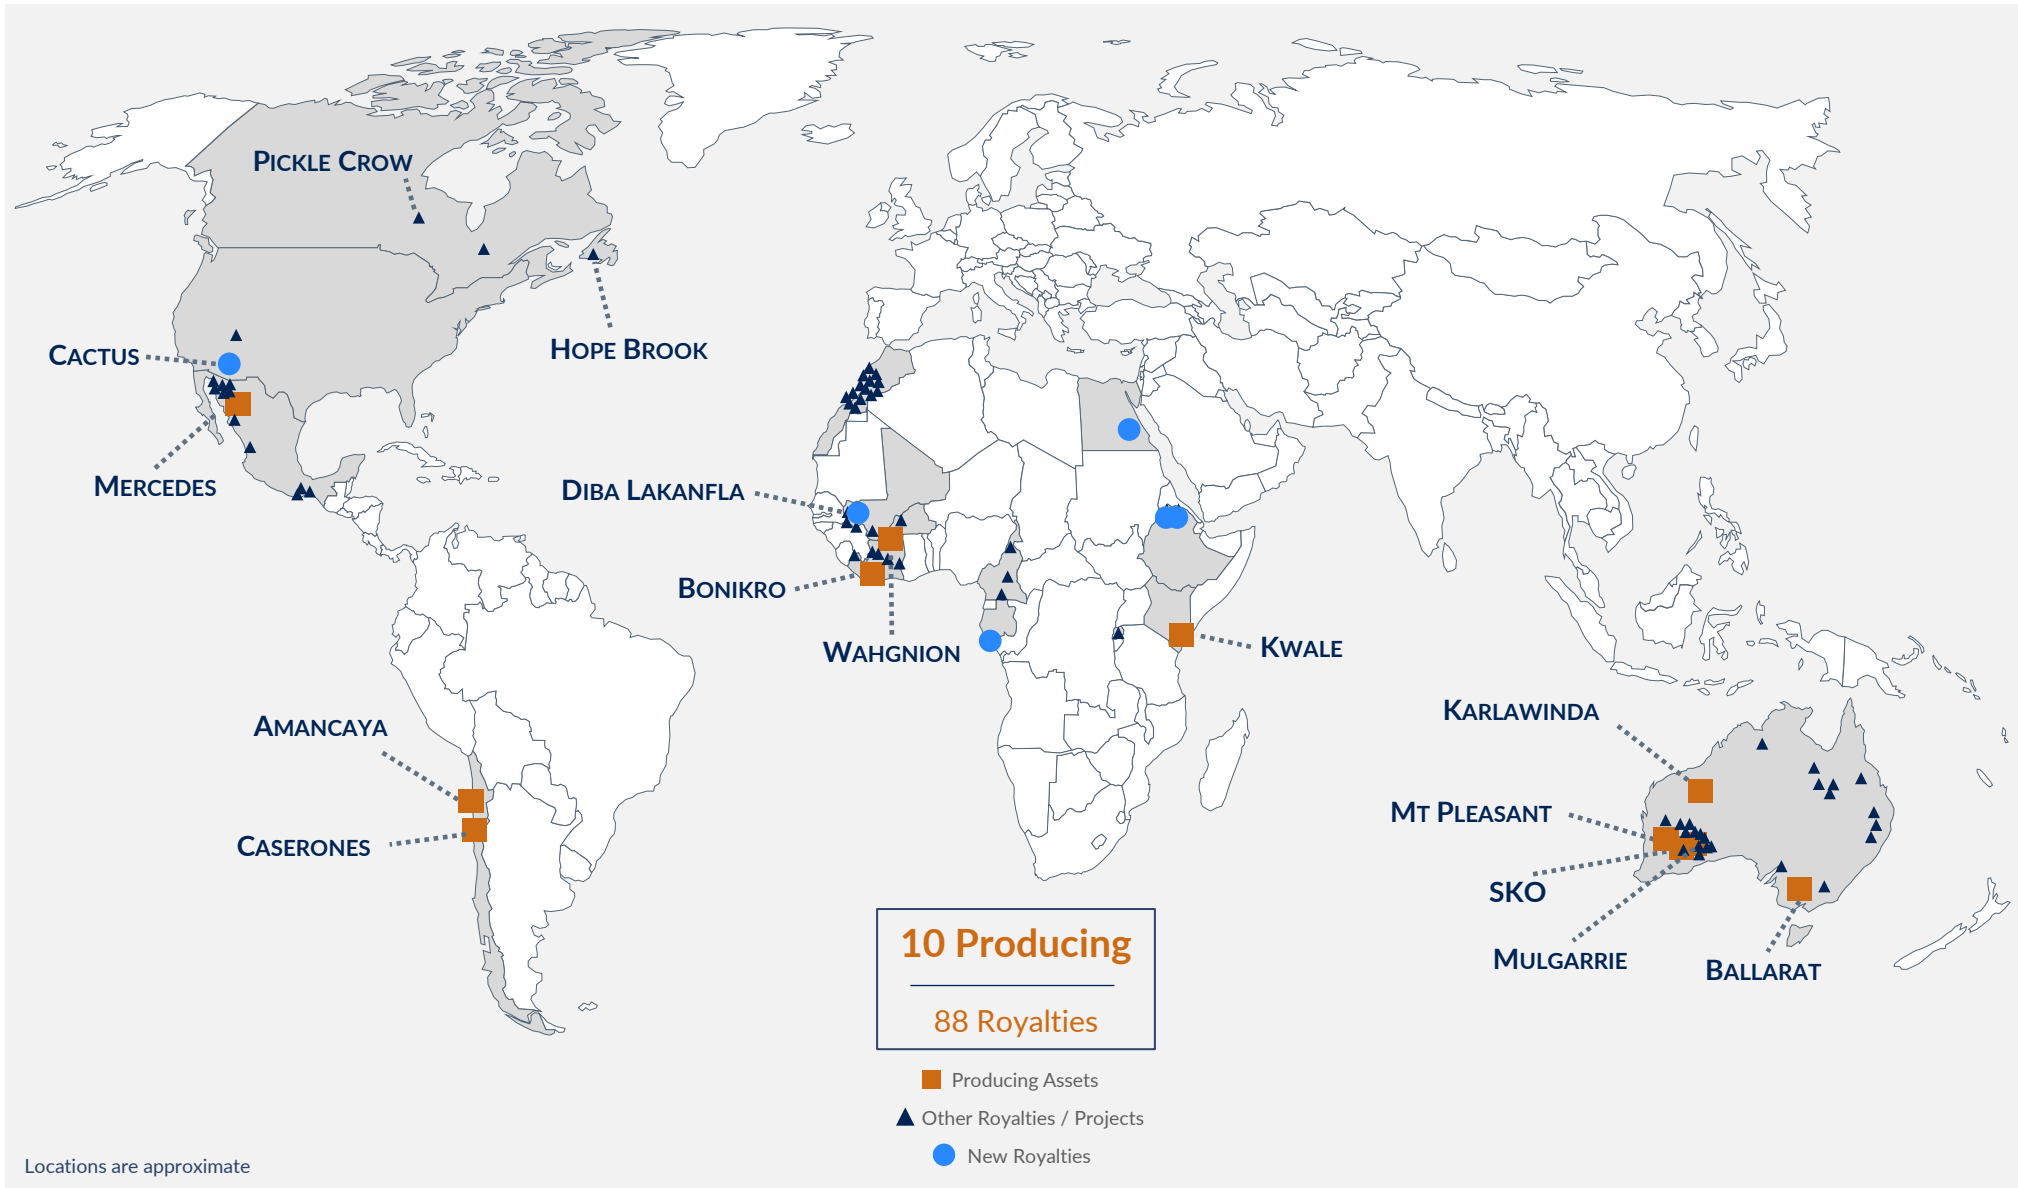 PICKLE CROW
CACTUS
HOPE BROOK
MERCEDES
DIBA LAKANFLA
BONIKRO
WAHGNION
KWALE
AMANCAYA
CASERONES
KARLAWINDA
MT PLEASANT
SKO
MULGARRIE
BALLARAT
10 Producing
88 Royalties
Producing Assets
Other Royalties / Projects
New Royalties
Locations are approximate